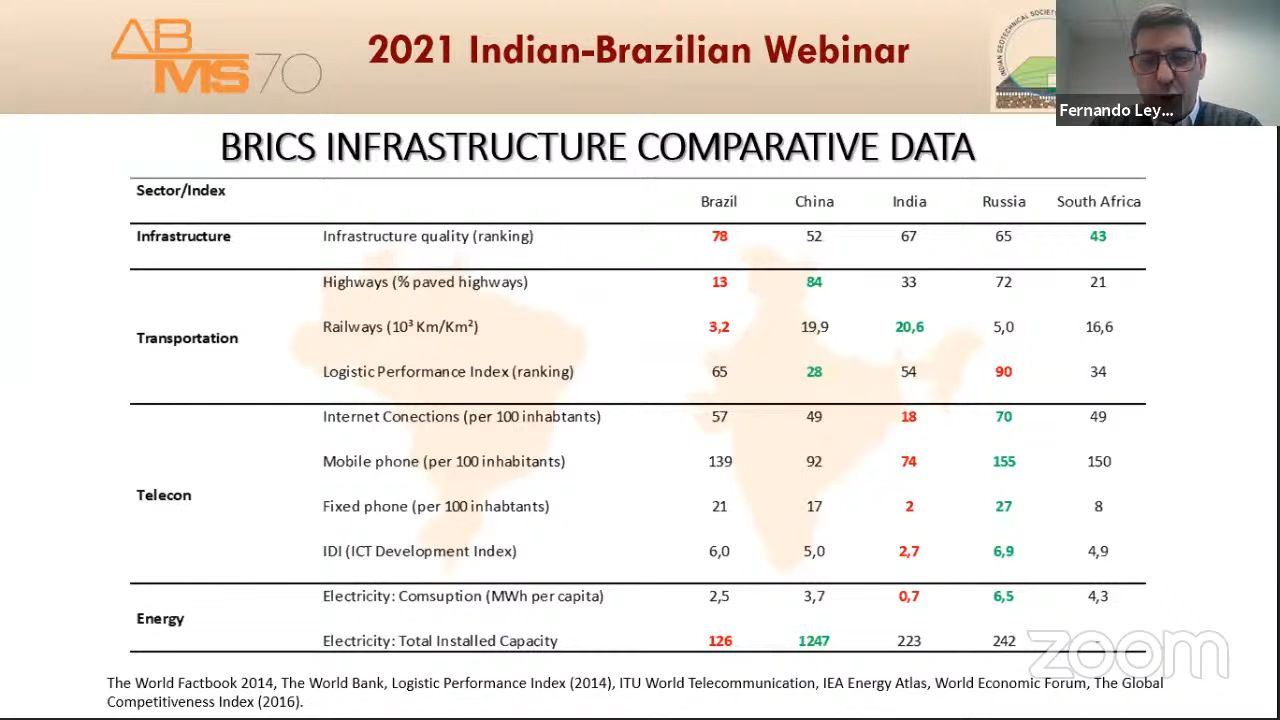 ABMS 70
2021 Indian-Brazilian Webinar
INDIAN GEOTECHNICAL SOCIETY
Fernando Ley...
BRICS INFRASTRUCTURE COMPARATIVE DATA
Sector/Index Brazil China India Russia South Africa
Infrastructure Infrastructure quality (ranking) 78 52 67 65 43
Transportation
Highways (% paved highways) 13 84 33 72 21
Railways (10³ Km/Km²) 3,2 19,9 20,6 5,0 16,6
Logistic Performance Index (ranking) 65 28 54 90 34
Telecon
Internet Conections (per 100 inhabtants) 57 49 18 70 49
Mobile phone (per 100 inhabitants) 139 92 74 155 150
Fixed phone (per 100 inhabtants) 21 17 2 27 8
IDI (ICT Development Index) 6,0 5,0 2,7 6,9 4,9
Energy
Electricity: Comsuption (MWh per capita) 2,5 3,7 0,7 6,5 4,3
Electricity: Total Installed Capacity 126 1247 223 242 -
zoom
The World Factbook 2014, The World Bank, Logistic Performance Index (2014), ITU World Telecommunication, IEA Energy Atlas, World Economic Forum, The Global
Competitiveness Index (2016).